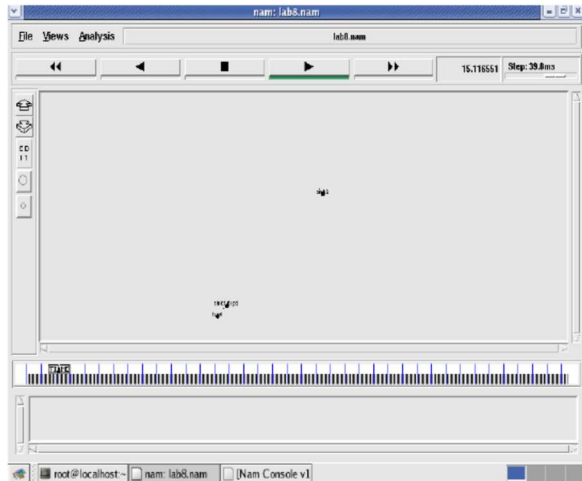 nam: lab8.nam
File Views Analysis lab8.nam
15.116551 Step: 39.8ms
TIME
root@localhost:~ nam: lab8.nam [Nam Console v1]